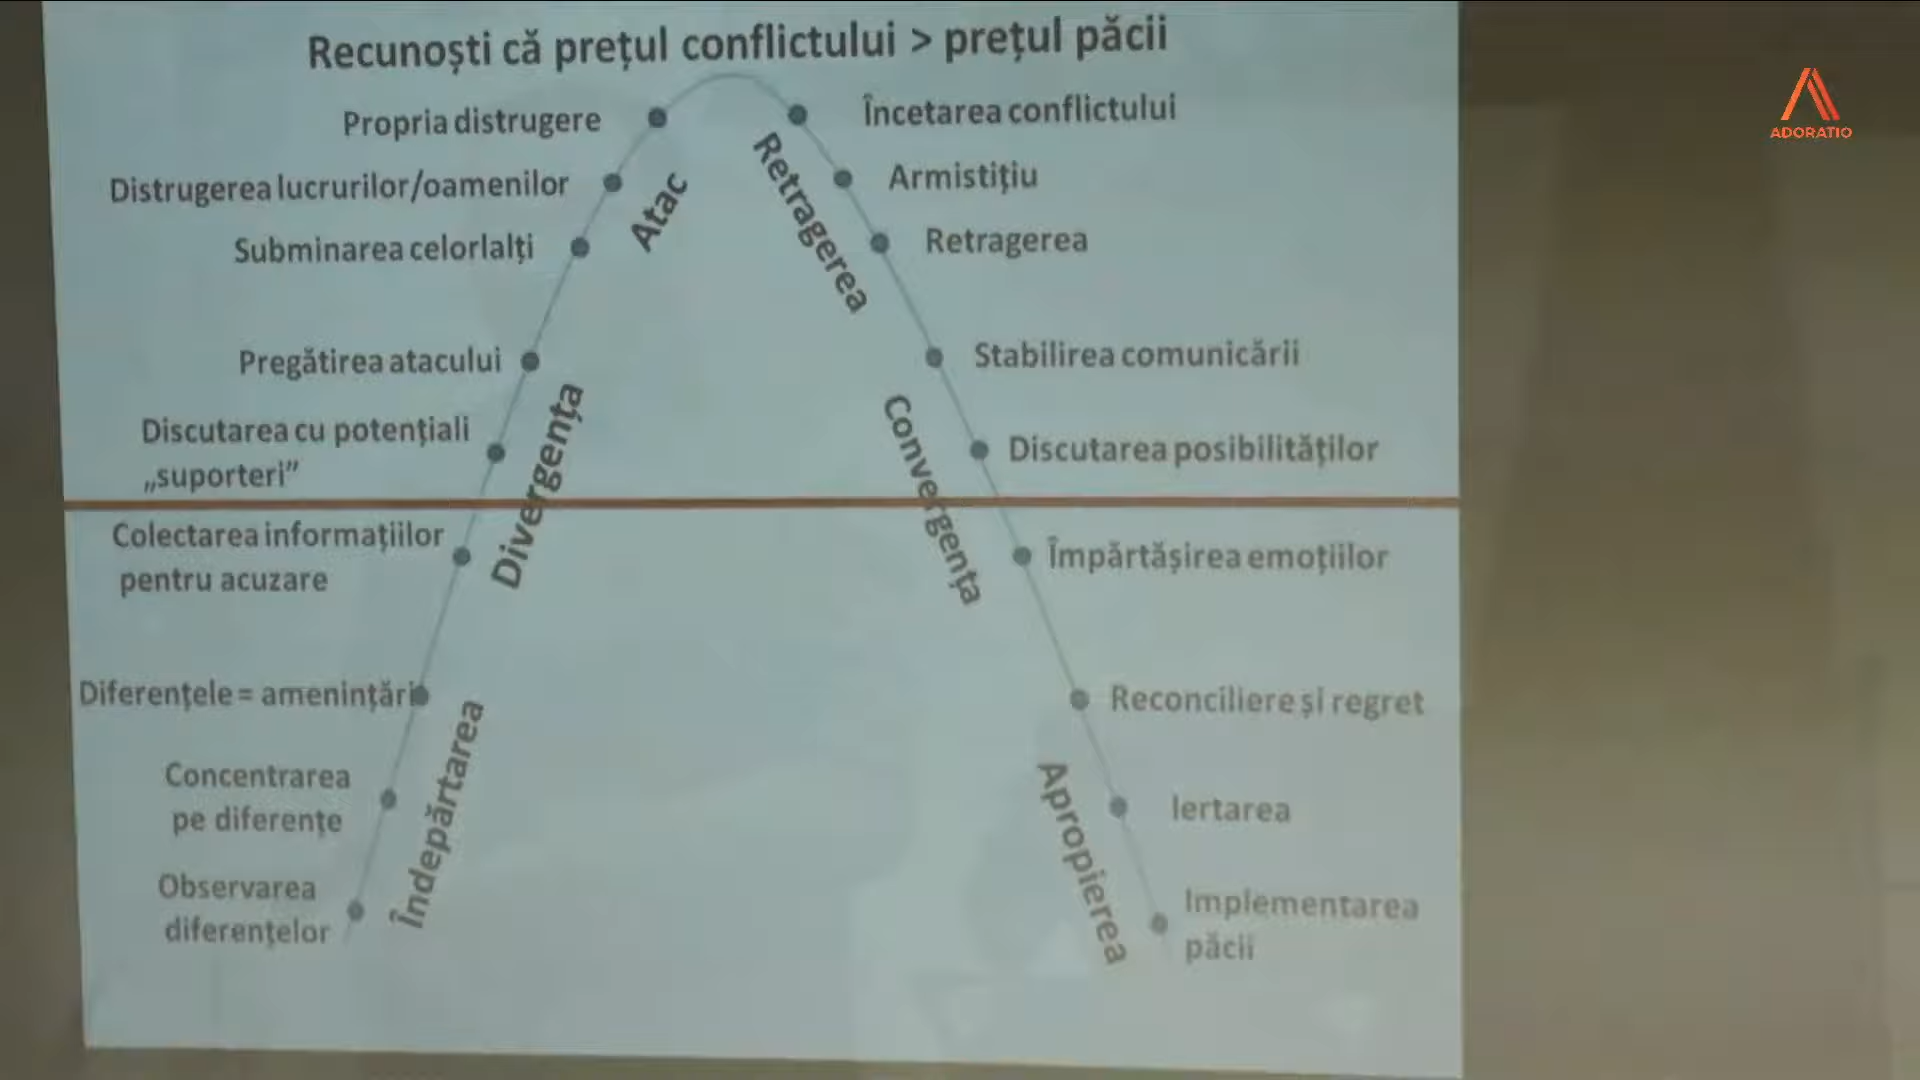 Recunoști că prețul conflictului > prețul păcii
Propria distrugere
Distrugerea lucrurilor/oamenilor
Subminarea celorlalți
Atac
Pregătirea atacului
Discutarea cu potențiali
„suporteri”
Divergența
Colectarea informațiilor
pentru acuzare
Diferențele = amenințări
Concentrarea
pe diferențe
Observarea
diferențelor
Îndepărtarea
Încetarea conflictului
Armistițiu
Retragerea
Retragerea
Stabilirea comunicării
Discutarea posibilităților
Convergența
Împărtășirea emoțiilor
Reconciliere și regret
Iertarea
Apropierea
Implementarea
păcii
ADORATIO